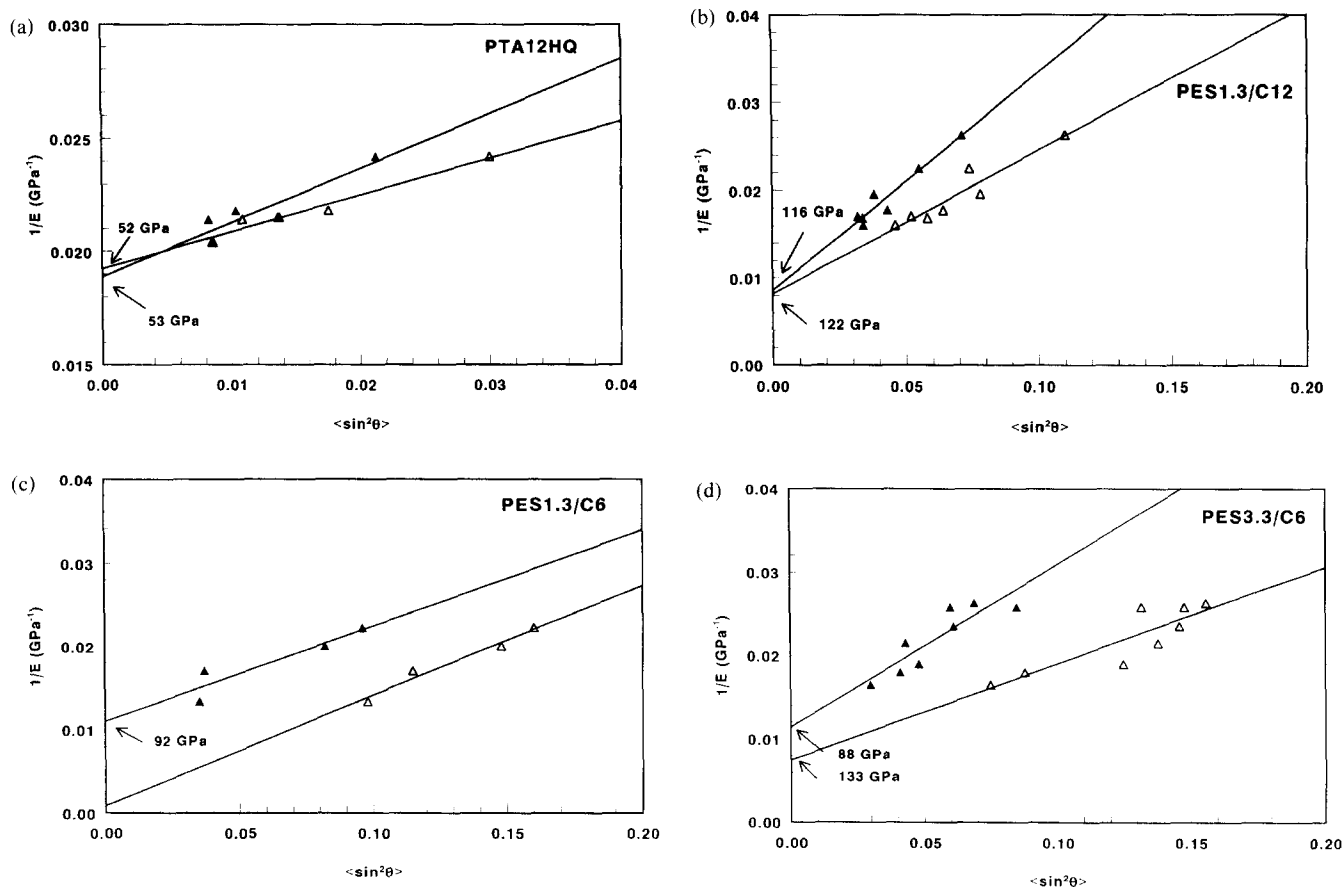 (a)
0.030
PTA12HQ
0.025
1/E (GPa⁻¹)
52 GPa
0.020
53 GPa
0.015
0.00 0.01 0.02 0.03 0.04
<sin²θ>
(b)
0.04
PES1.3/C12
0.03
1/E (GPa⁻¹)
0.02
116 GPa
0.01
122 GPa
0.00
0.00 0.05 0.10 0.15 0.20
<sin²θ>
(c)
0.04
PES1.3/C6
0.03
1/E (GPa⁻¹)
0.02
0.01
92 GPa
0.00
0.00 0.05 0.10 0.15 0.20
<sin²θ>
(d)
0.04
PES3.3/C6
0.03
1/E (GPa⁻¹)
0.02
0.01
88 GPa
133 GPa
0.00
0.00 0.05 0.10 0.15 0.20
<sin²θ>